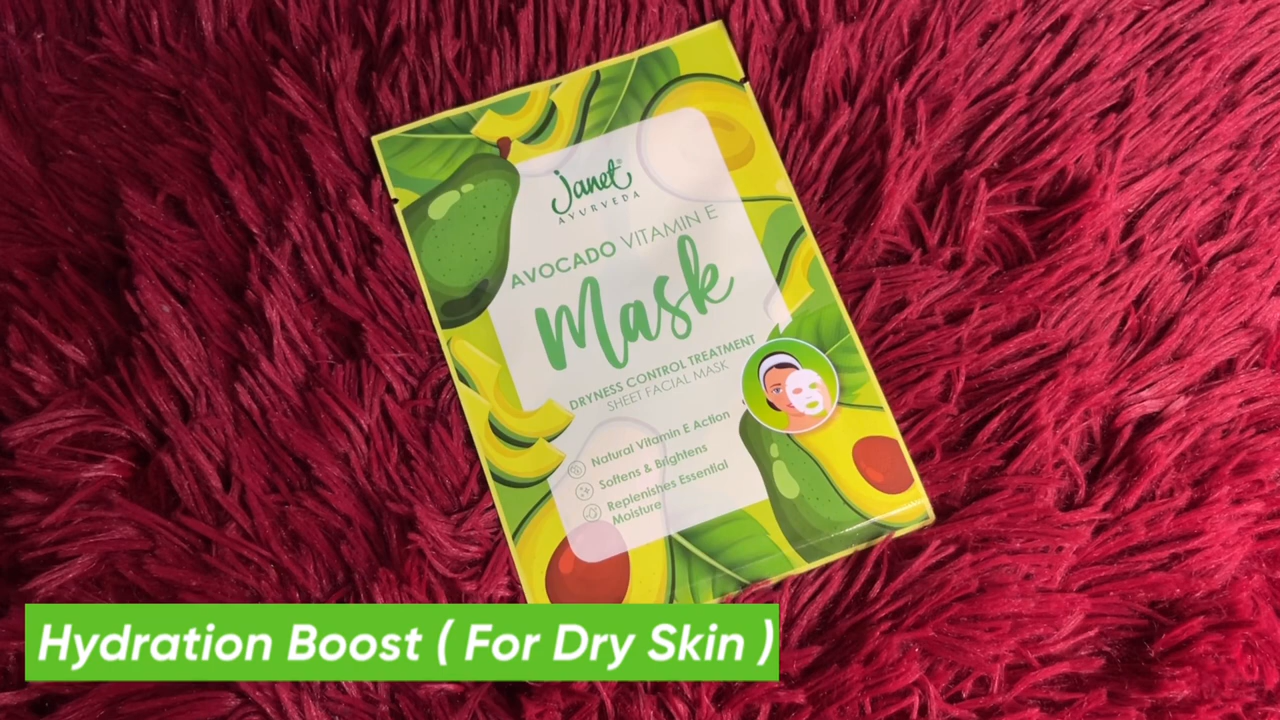 Janet®
AYURVEDA
AVOCADO VITAMIN E
Mask
DRYNESS CONTROL TREATMENT
SHEET FACIAL MASK
Natural Vitamin E Action
Softens & Brightens
Replenishes Essential
Moisture
Hydration Boost ( For Dry Skin )